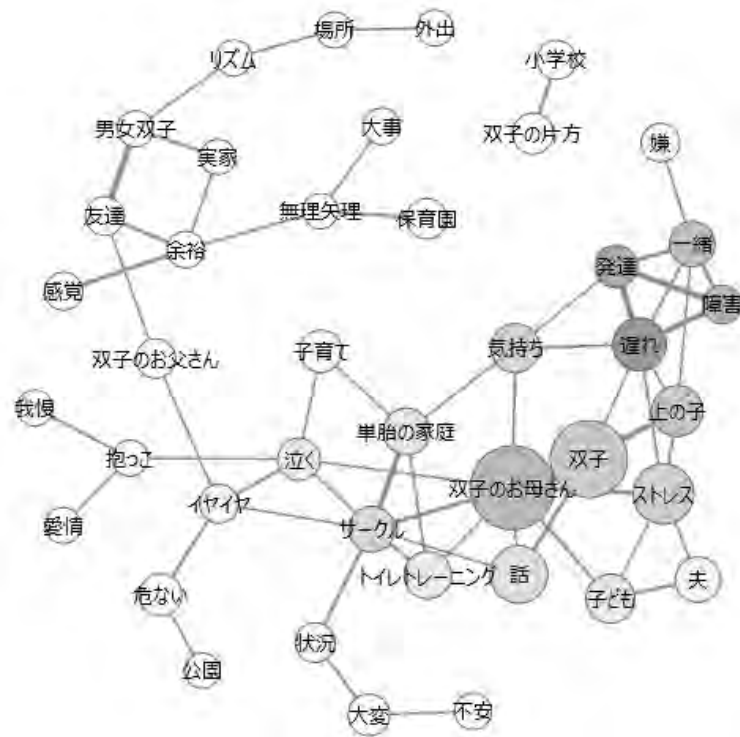 外出
場所
リズム
小学校
男女双子
大事
双子の片方
実家
嫌
無理矢理
友達
保育園
余裕
一緒
発達
感覚
障害
遅れ
気持ち
双子のお父さん
子育て
我慢
上の子
単胎の家庭
抱っこ
泣く
双子
双子のお母さん
ストレス
イヤイヤ
愛情
サークル
トイレトレーニング
話
夫
危ない
子ども
状況
公園
大変
不安